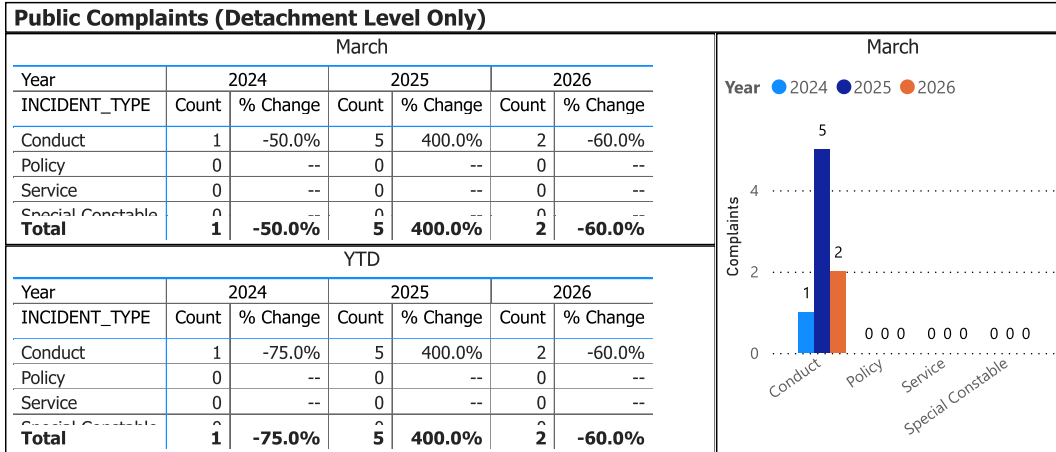 Public Complaints (Detachment Level Only)
March
Year 2024 2025 2026
INCIDENT_TYPE Count % Change Count % Change Count % Change
Conduct 1 -50.0% 5 400.0% 2 -60.0%
Policy 0 -- 0 -- 0 --
Service 0 -- 0 -- 0 --
Special Constable 0 -- 0 -- 0 --
Total 1 -50.0% 5 400.0% 2 -60.0%
YTD
Year 2024 2025 2026
INCIDENT_TYPE Count % Change Count % Change Count % Change
Conduct 1 -75.0% 5 400.0% 2 -60.0%
Policy 0 -- 0 -- 0 --
Service 0 -- 0 -- 0 --
Total 1 -75.0% 5 400.0% 2 -60.0%
March
Year 2024 2025 2026
Complaints
4
2
0
1 5 2
0 0 0
0 0 0
0 0 0
Conduct
Policy
Service
Special Constable